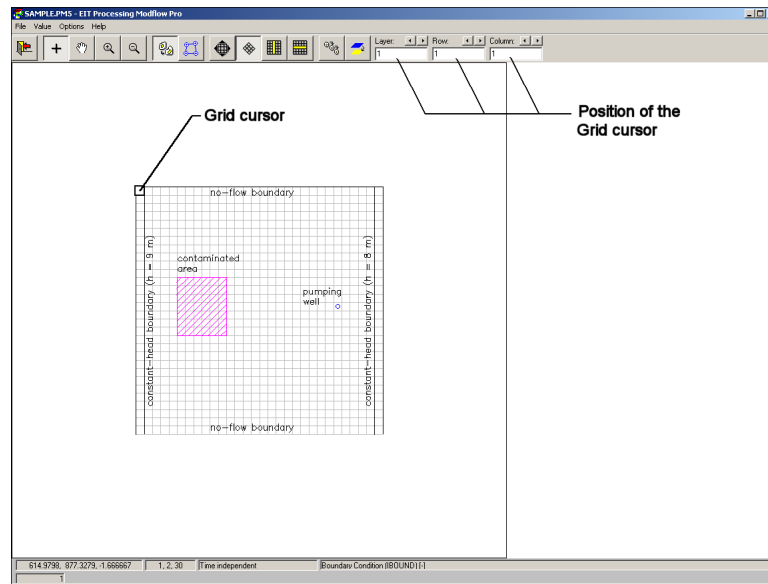 SAMPLE.PM5 - EIT Processing Modflow Pro
File Value Options Help
Layer: Row: Column:
1 1 1
Grid cursor
Position of the
Grid cursor
no-flow boundary
constant-head boundary (h = 9 m)
contaminated
area
pumping
well
constant-head boundary (h = 8 m)
no-flow boundary
614.9798, 877.3279, -1.666667 1, 2, 30 Time independent Boundary Condition (IBOUND) [-]
1